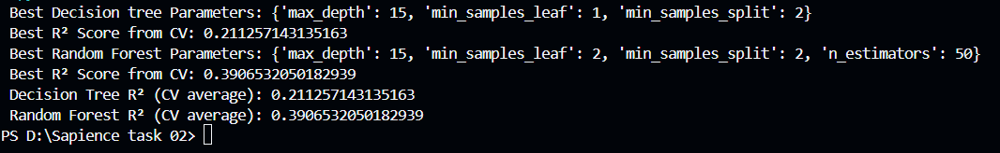 Best Decision tree Parameters: {'max_depth': 15, 'min_samples_leaf': 1, 'min_samples_split': 2}
Best R² Score from CV: 0.211257143135163
Best Random Forest Parameters: {'max_depth': 15, 'min_samples_leaf': 2, 'min_samples_split': 2, 'n_estimators': 50}
Best R² Score from CV: 0.3906532050182939
Decision Tree R² (CV average): 0.211257143135163
Random Forest R² (CV average): 0.3906532050182939
PS D:\Sapience task 02>